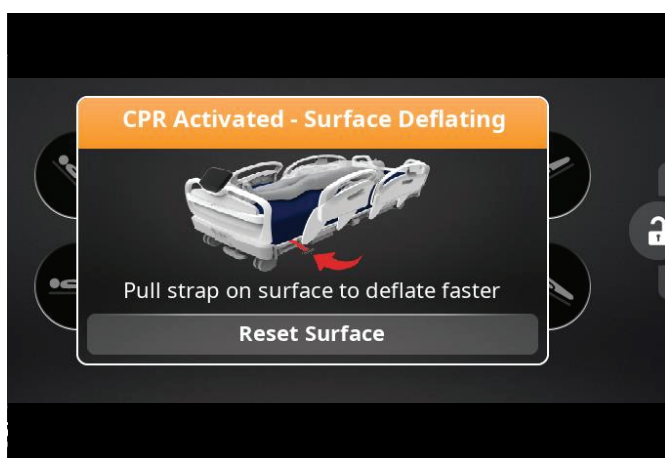 CPR Activated - Surface Deflating
Pull strap on surface to deflate faster
Reset Surface